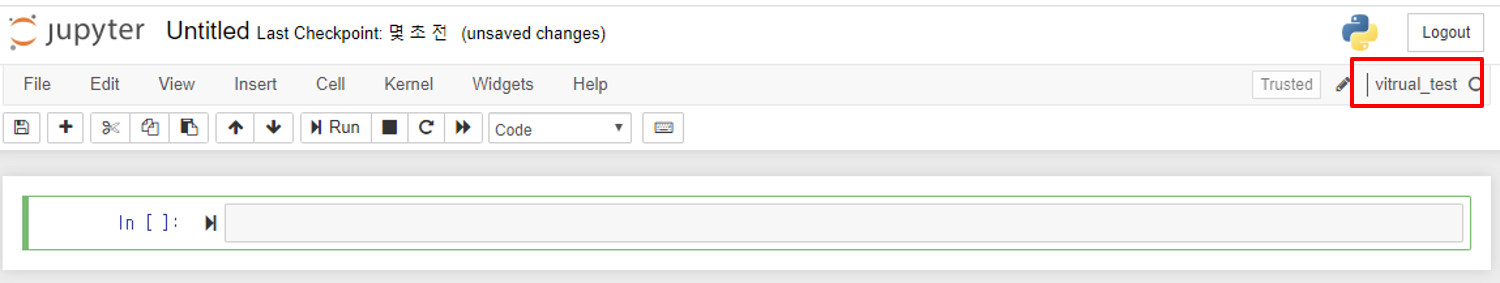 jupyter Untitled Last Checkpoint: 몇 초 전 (unsaved changes) Logout
File Edit View Insert Cell Kernel Widgets Help Trusted vitrual_test
Run Code
In [ ]: